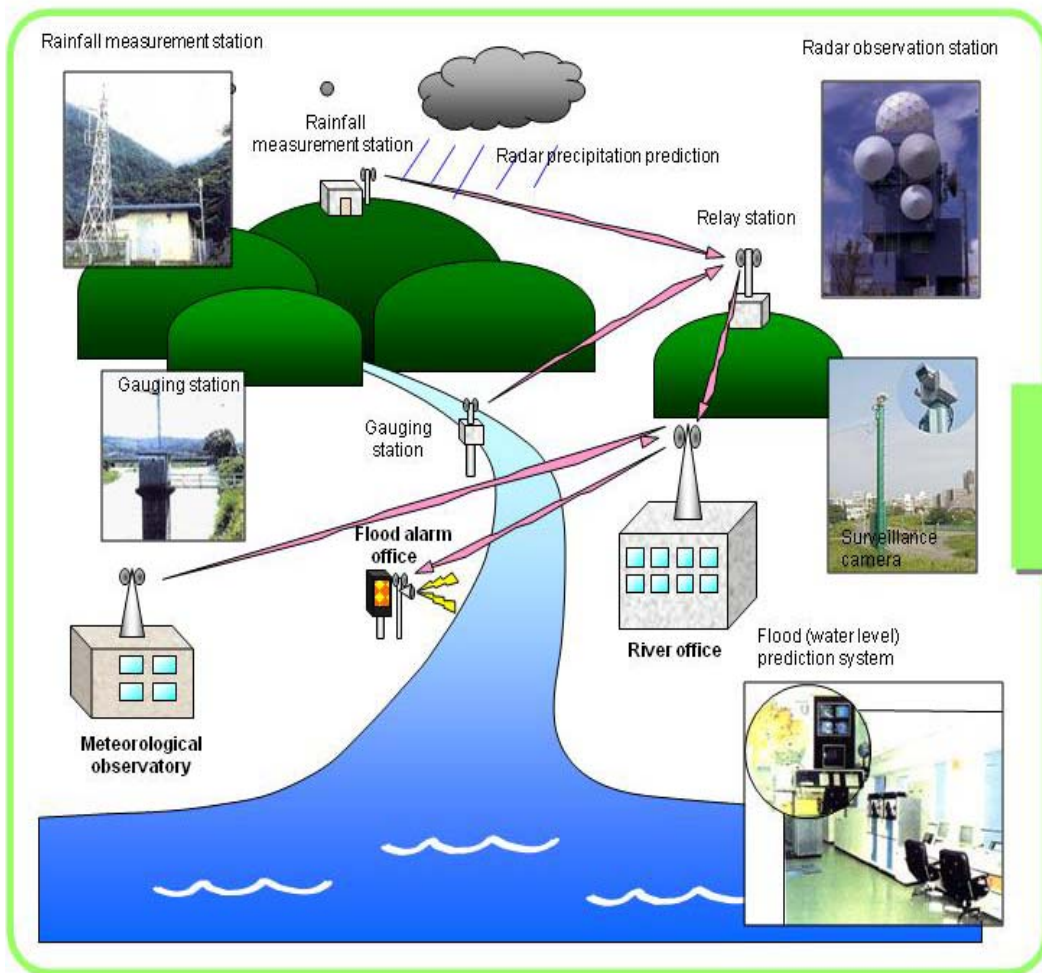 Rainfall measurement station
Radar observation station
Rainfall
measurement station
Radar precipitation prediction
Relay station
Gauging station
Gauging
station
Surveillance
camera
Flood alarm
office
River office
Flood (water level)
prediction system
Meteorological
observatory